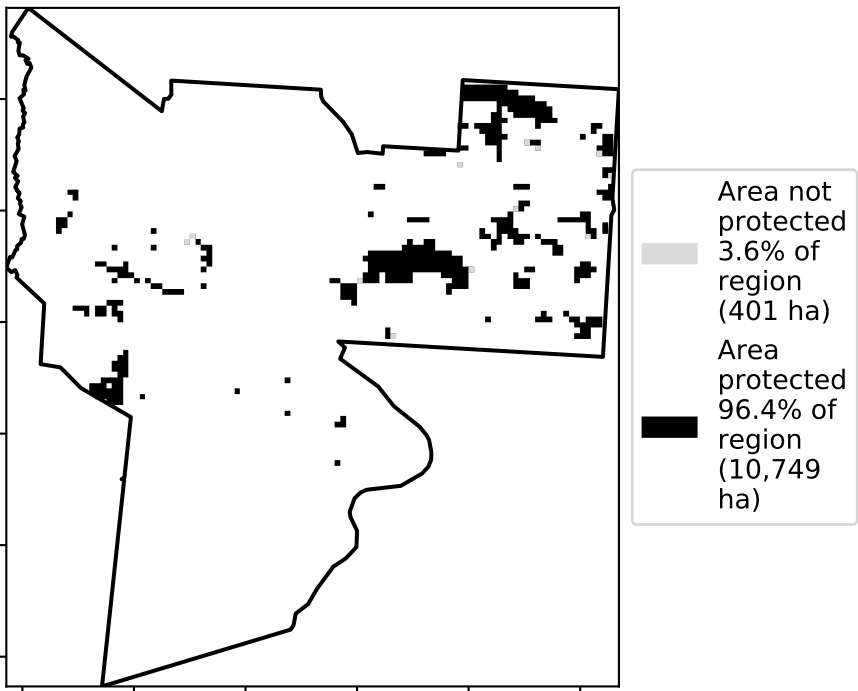 Area not
protected
3.6% of
region
(401 ha)
Area
protected
96.4% of
region
(10,749
ha)